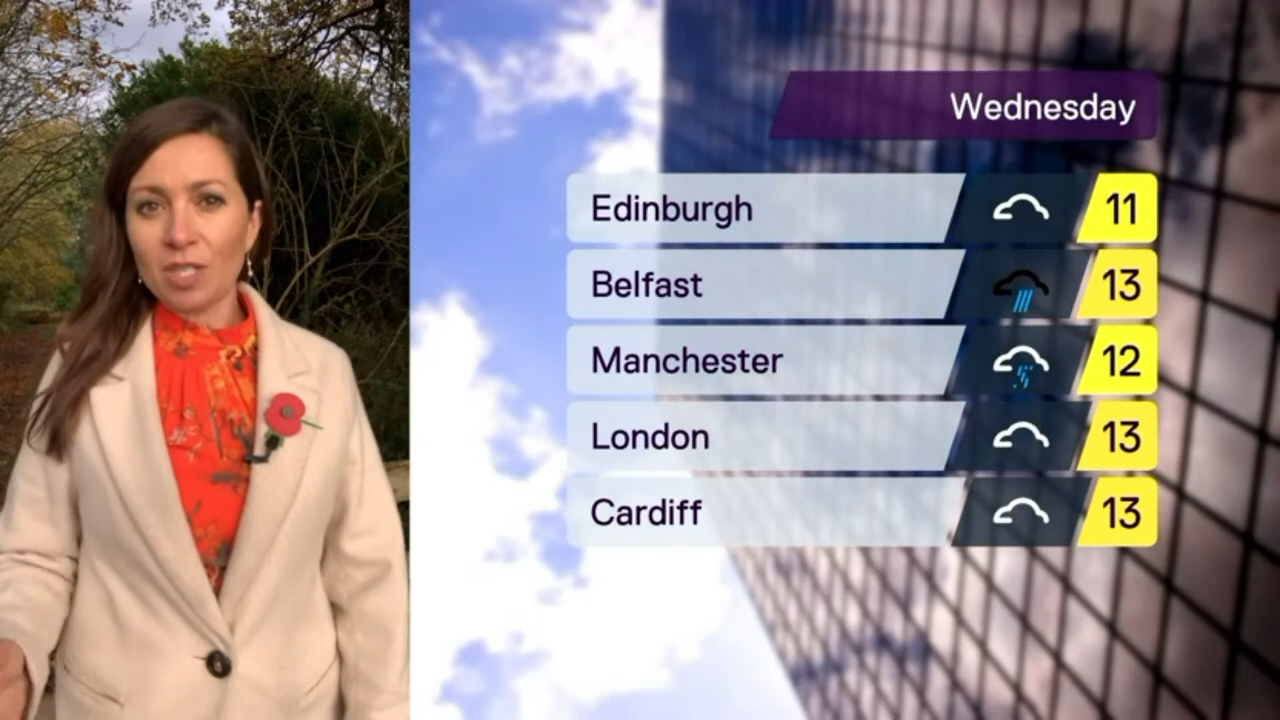 Wednesday
Edinburgh 11
Belfast 13
Manchester 12
London 13
Cardiff 13